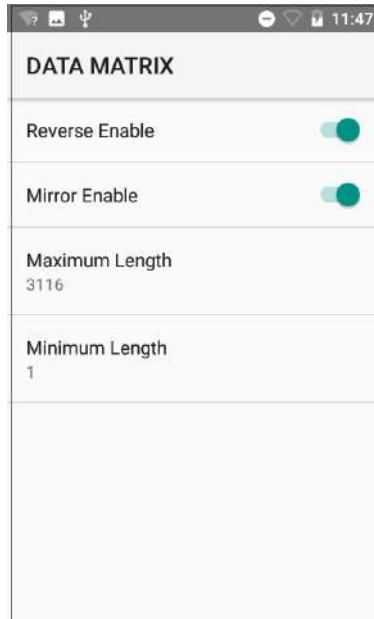 11:47
DATA MATRIX
Reverse Enable
Mirror Enable
Maximum Length
3116
Minimum Length
1